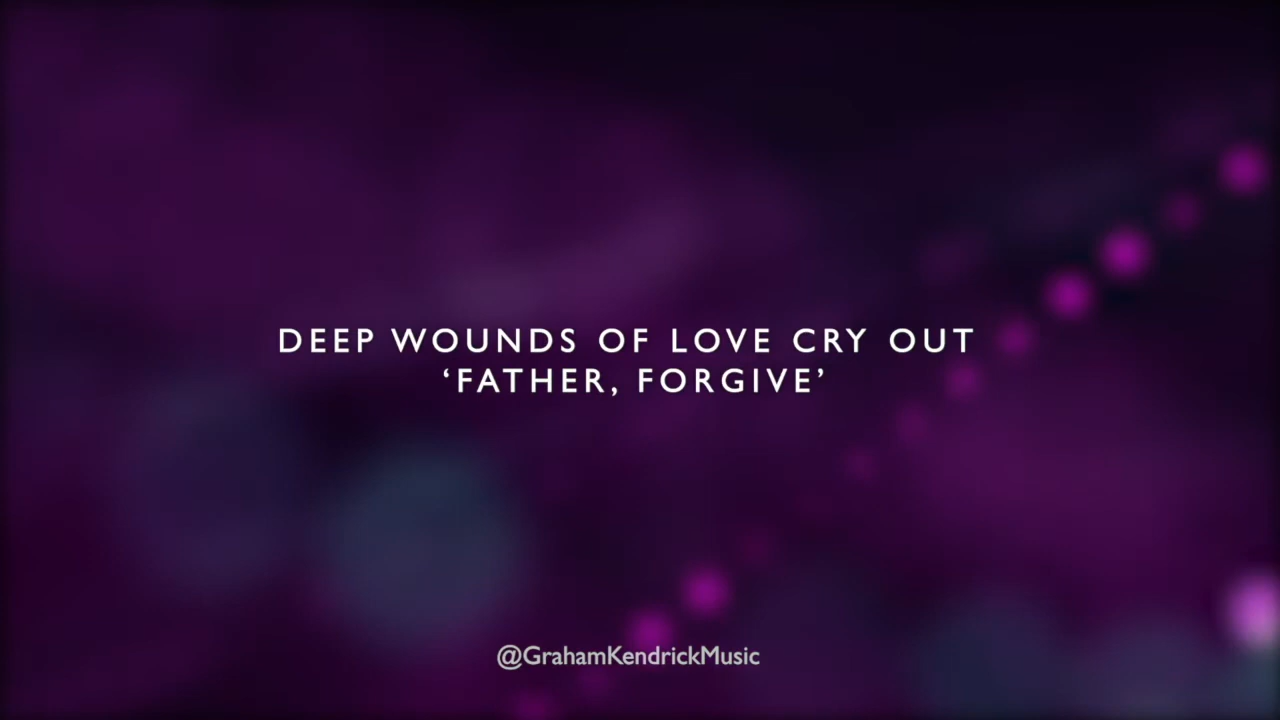 DEEP WOUNDS OF LOVE CRY OUT
‘FATHER, FORGIVE’
@GrahamKendrickMusic